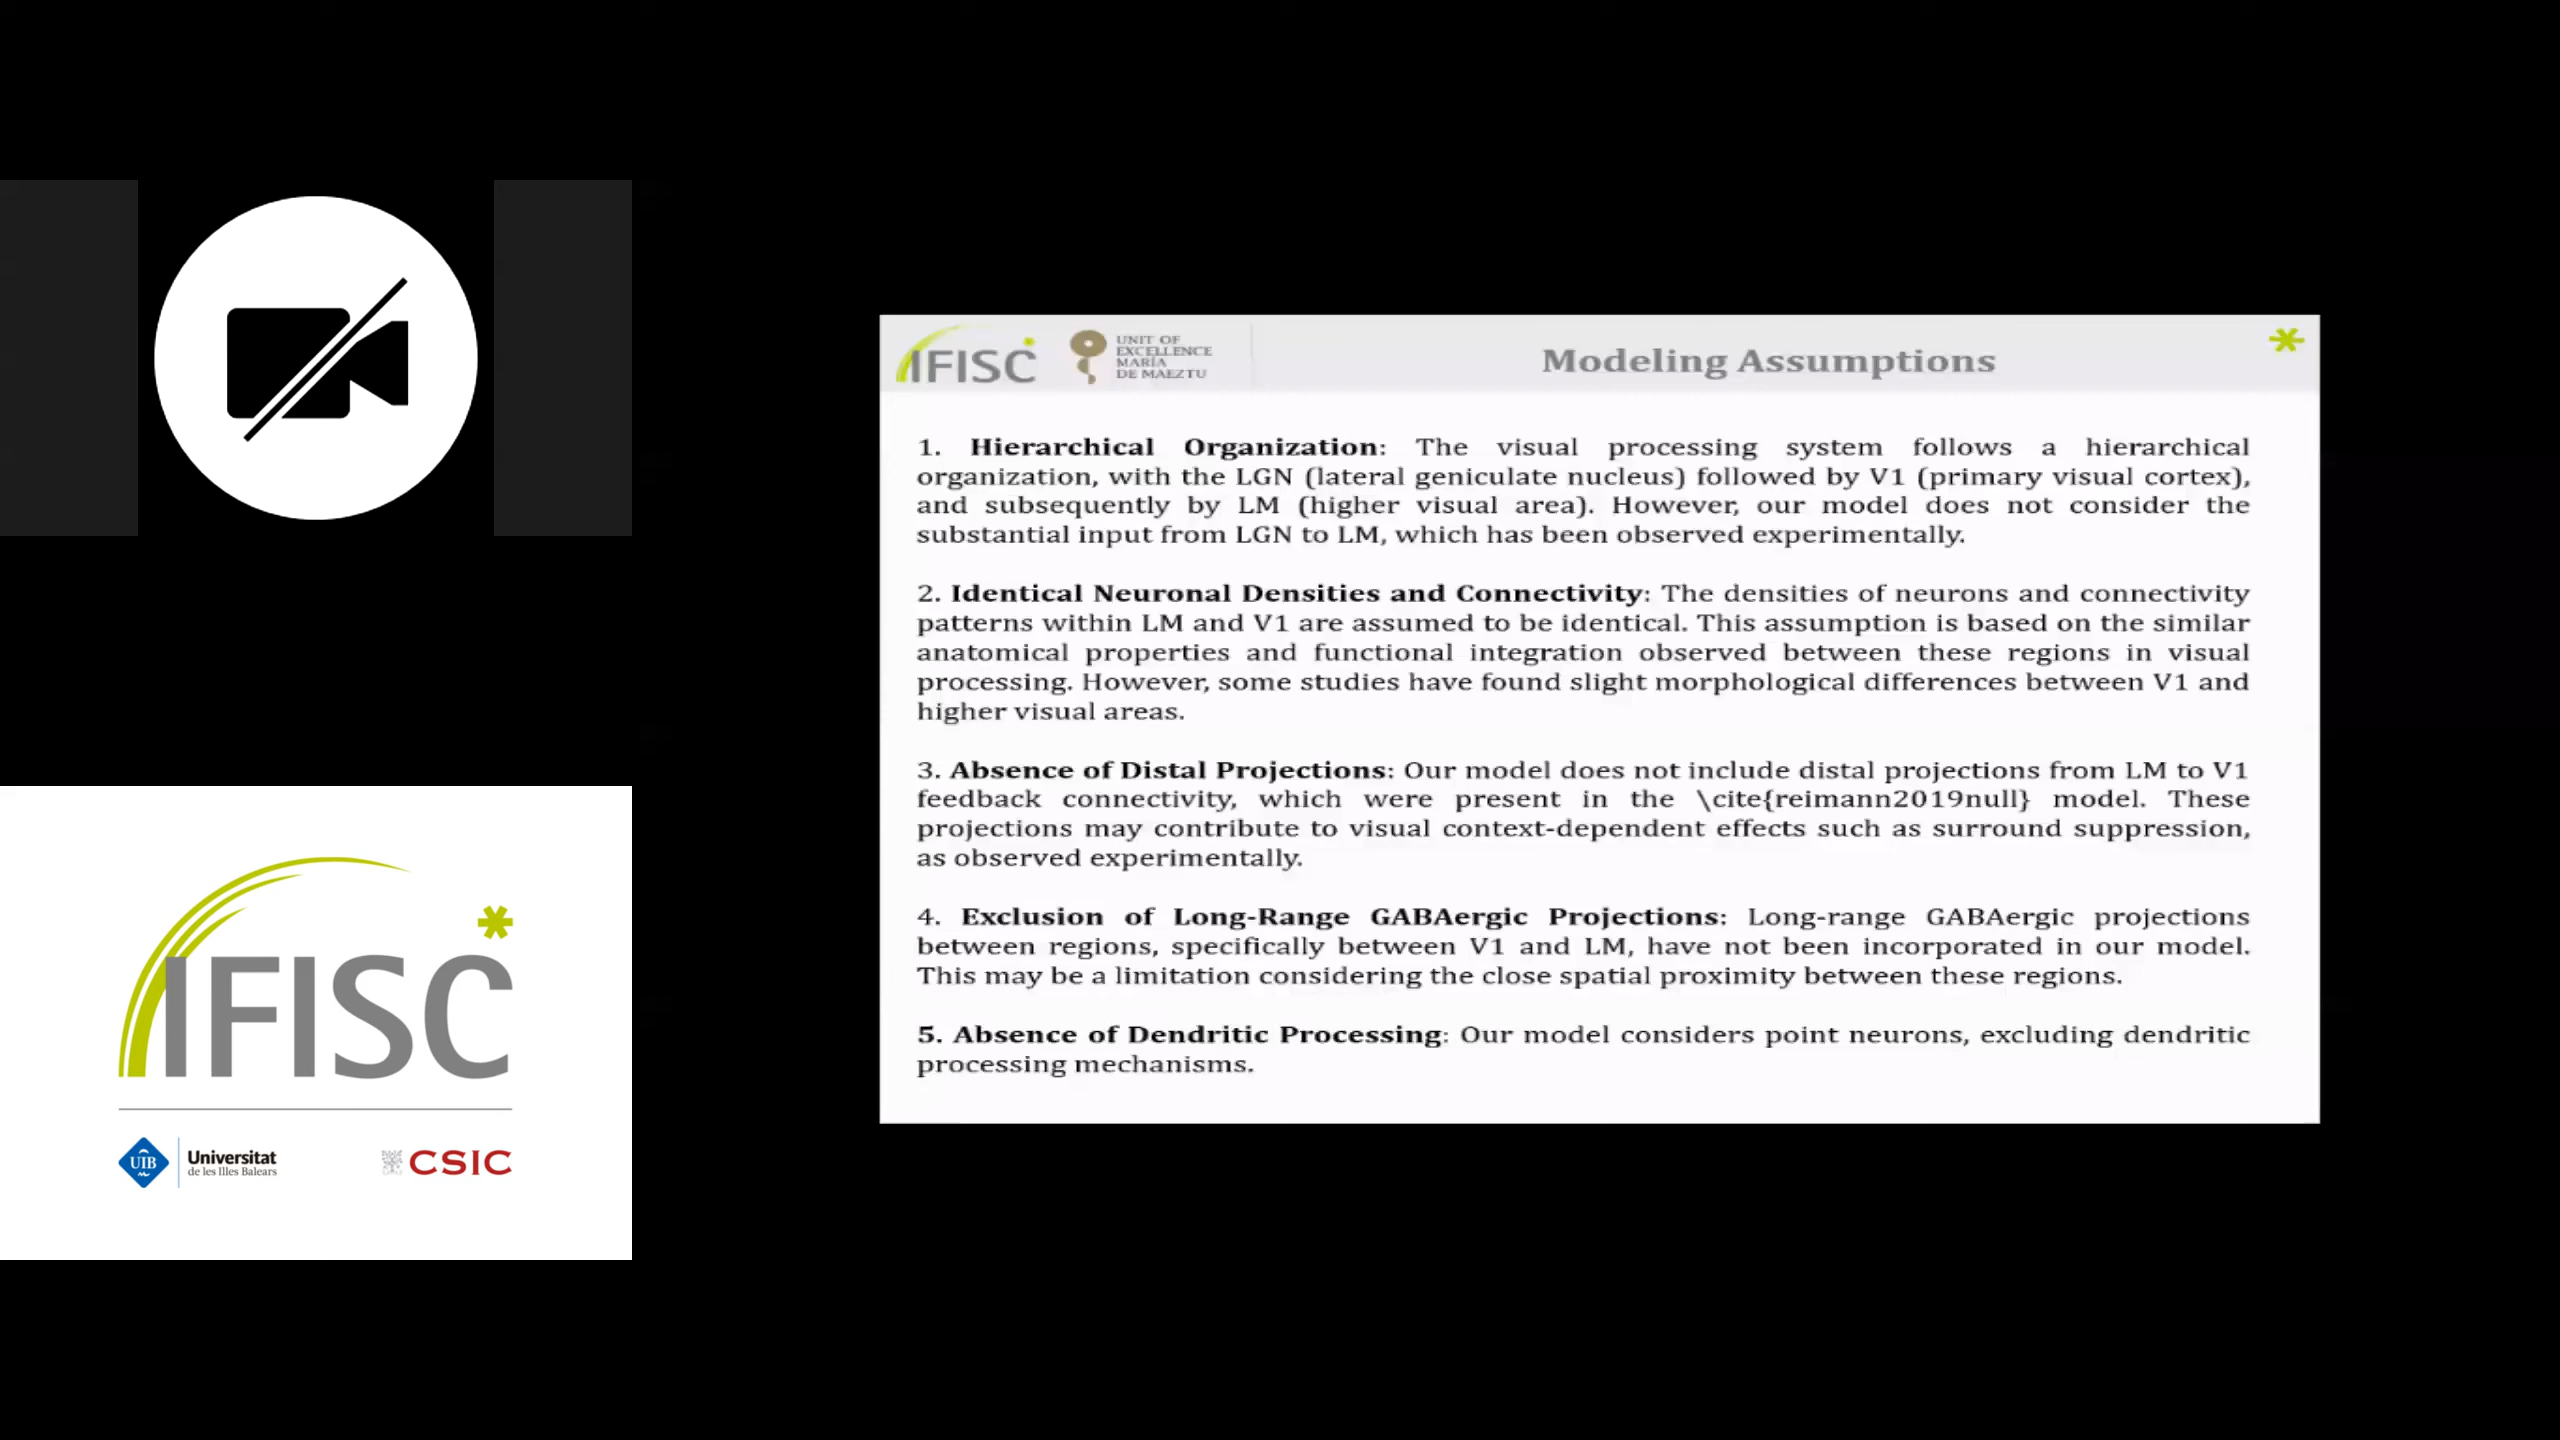 IFISC
UNIT OF
EXCELLENCE
MARÍA
DE MAEZTU
Modeling Assumptions
1. Hierarchical Organization: The visual processing system follows a hierarchical
organization, with the LGN (lateral geniculate nucleus) followed by V1 (primary visual cortex),
and subsequently by LM (higher visual area). However, our model does not consider the
substantial input from LGN to LM, which has been observed experimentally.
2. Identical Neuronal Densities and Connectivity: The densities of neurons and connectivity
patterns within LM and V1 are assumed to be identical. This assumption is based on the similar
anatomical properties and functional integration observed between these regions in visual
processing. However, some studies have found slight morphological differences between V1 and
higher visual areas.
3. Absence of Distal Projections: Our model does not include distal projections from LM to V1
feedback connectivity, which were present in the \cite{reimann2019null} model. These
projections may contribute to visual context-dependent effects such as surround suppression,
as observed experimentally.
4. Exclusion of Long-Range GABAergic Projections: Long-range GABAergic projections
between regions, specifically between V1 and LM, have not been incorporated in our model.
This may be a limitation considering the close spatial proximity between these regions.
5. Absence of Dendritic Processing: Our model considers point neurons, excluding dendritic
processing mechanisms.
IFISC
UIB
Universitat
de les Illes Balears
CSIC